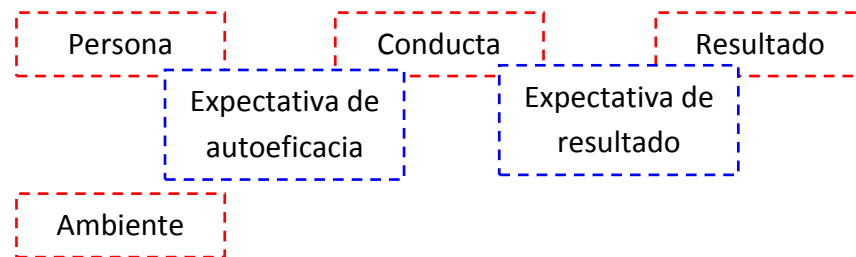 Persona
Conducta
Resultado
Expectativa de
autoeficacia
Expectativa de
resultado
Ambiente